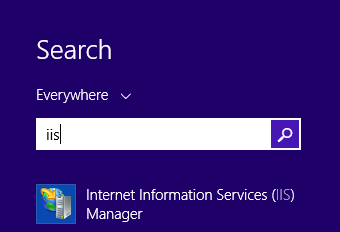 Search
Everywhere
iis
Internet Information Services (IIS)
Manager